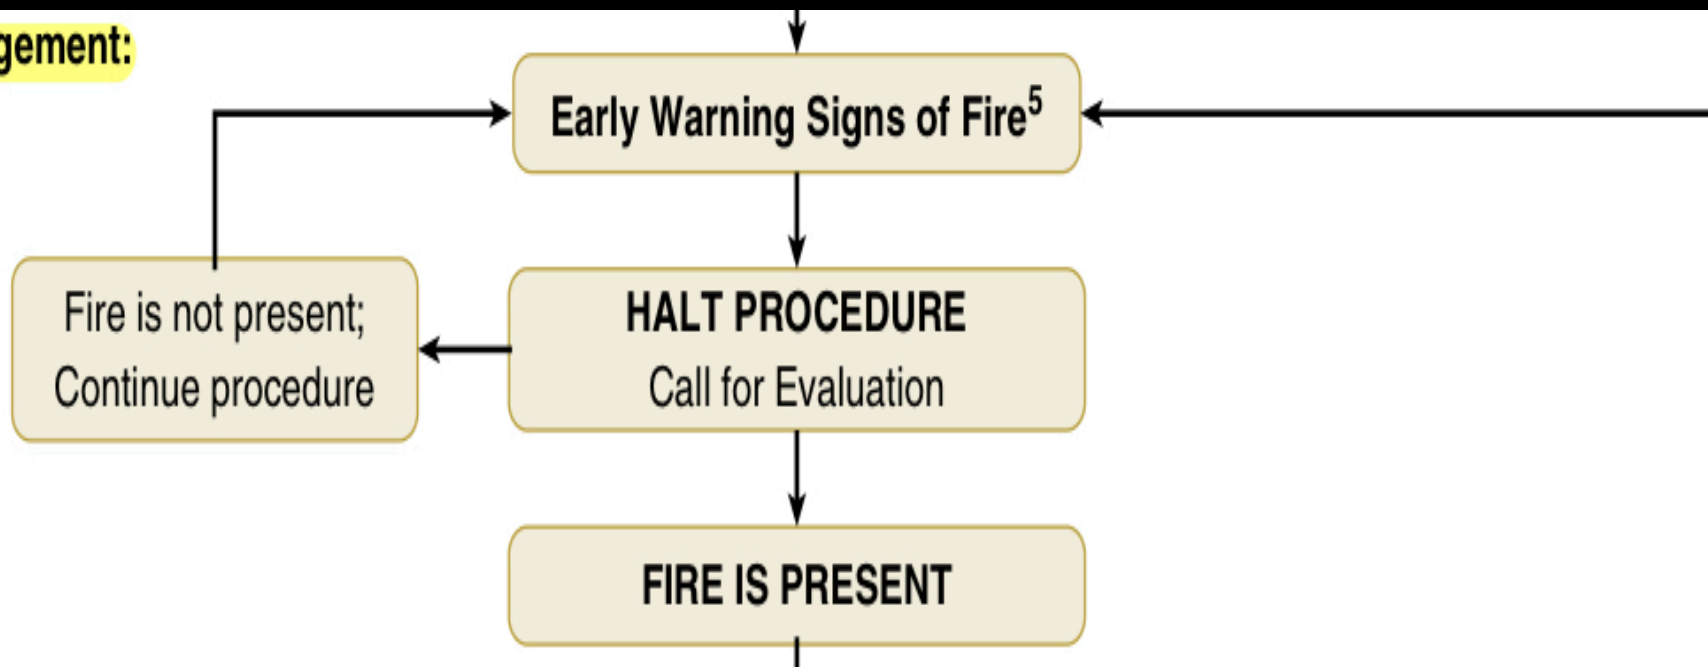 gement:
Early Warning Signs of Fire5
Fire is not present;
Continue procedure
HALT PROCEDURE
Call for Evaluation
FIRE IS PRESENT